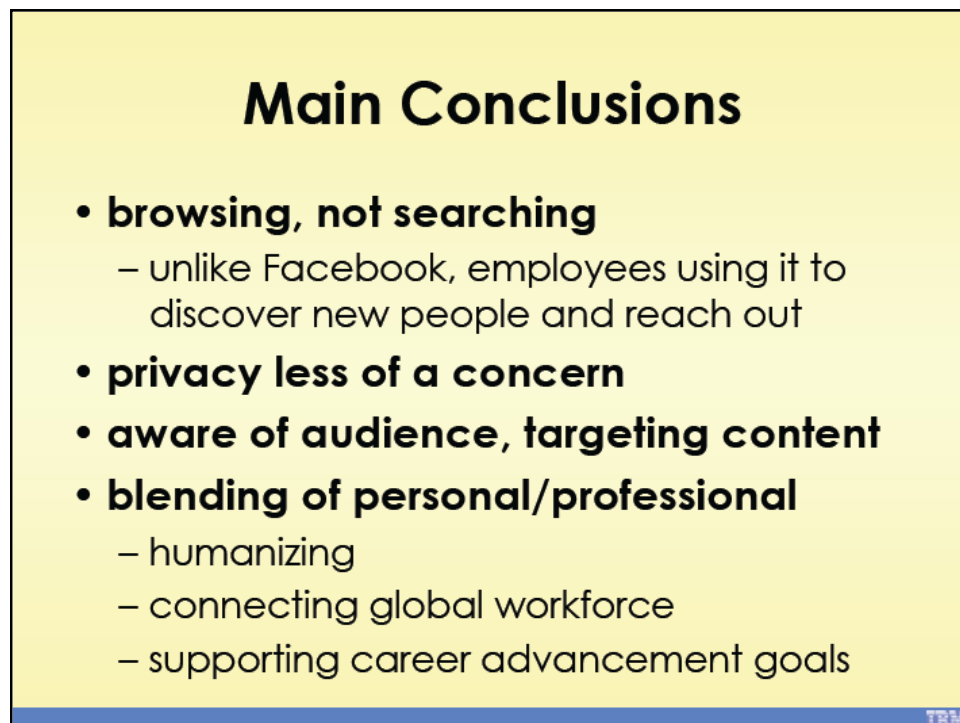 Main Conclusions
• browsing, not searching
– unlike Facebook, employees using it to
discover new people and reach out
• privacy less of a concern
• aware of audience, targeting content
• blending of personal/professional
– humanizing
– connecting global workforce
– supporting career advancement goals